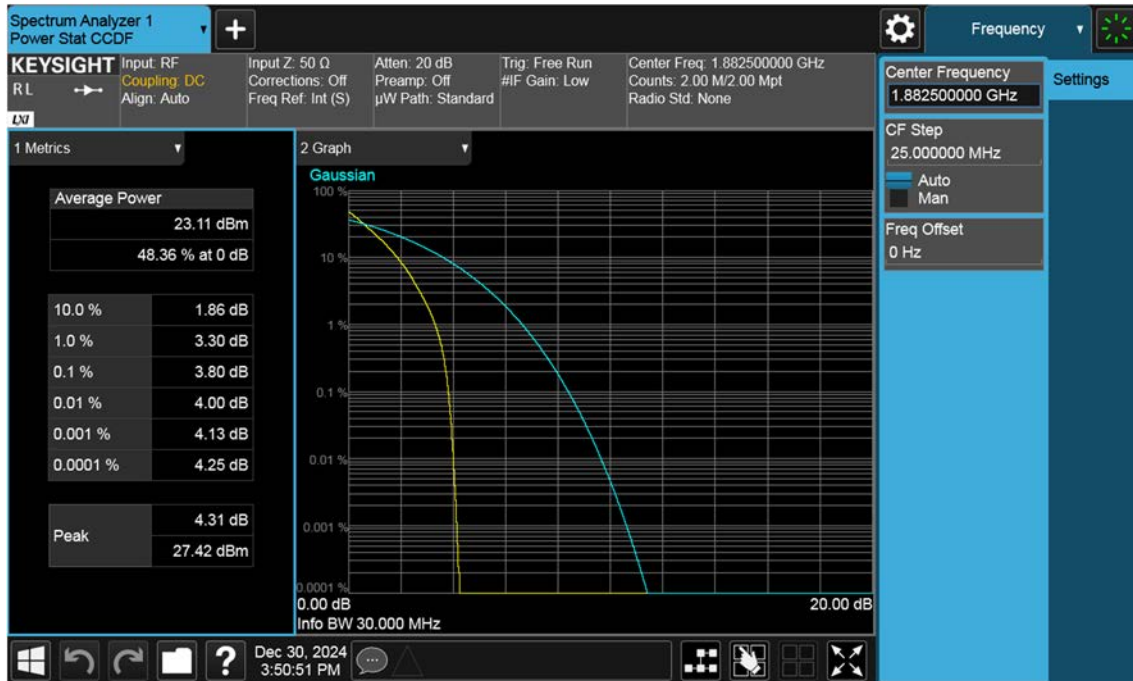 Spectrum Analyzer 1
Power Stat CCDF
Frequency
KEYSIGHT
R L
LXI
Input: RF
Coupling: DC
Align: Auto
Input Z: 50 Ω
Corrections: Off
Freq Ref: Int (S)
Atten: 20 dB
Preamp: Off
µW Path: Standard
Trig: Free Run
#IF Gain: Low
Center Freq: 1.882500000 GHz
Counts: 2.00 M/2.00 Mpt
Radio Std: None
Center Frequency
1.882500000 GHz
Settings
CF Step
25.000000 MHz
Auto
Man
Freq Offset
0 Hz
1 Metrics
Average Power
23.11 dBm
48.36 % at 0 dB
10.0 % 1.86 dB
1.0 % 3.30 dB
0.1 % 3.80 dB
0.01 % 4.00 dB
0.001 % 4.13 dB
0.0001 % 4.25 dB
Peak
4.31 dB
27.42 dBm
2 Graph
Gaussian
100 %
10 %
1 %
0.1 %
0.01 %
0.001 %
0.0001 %
0.00 dB 20.00 dB
Info BW 30.000 MHz
?
Dec 30, 2024
3:50:51 PM